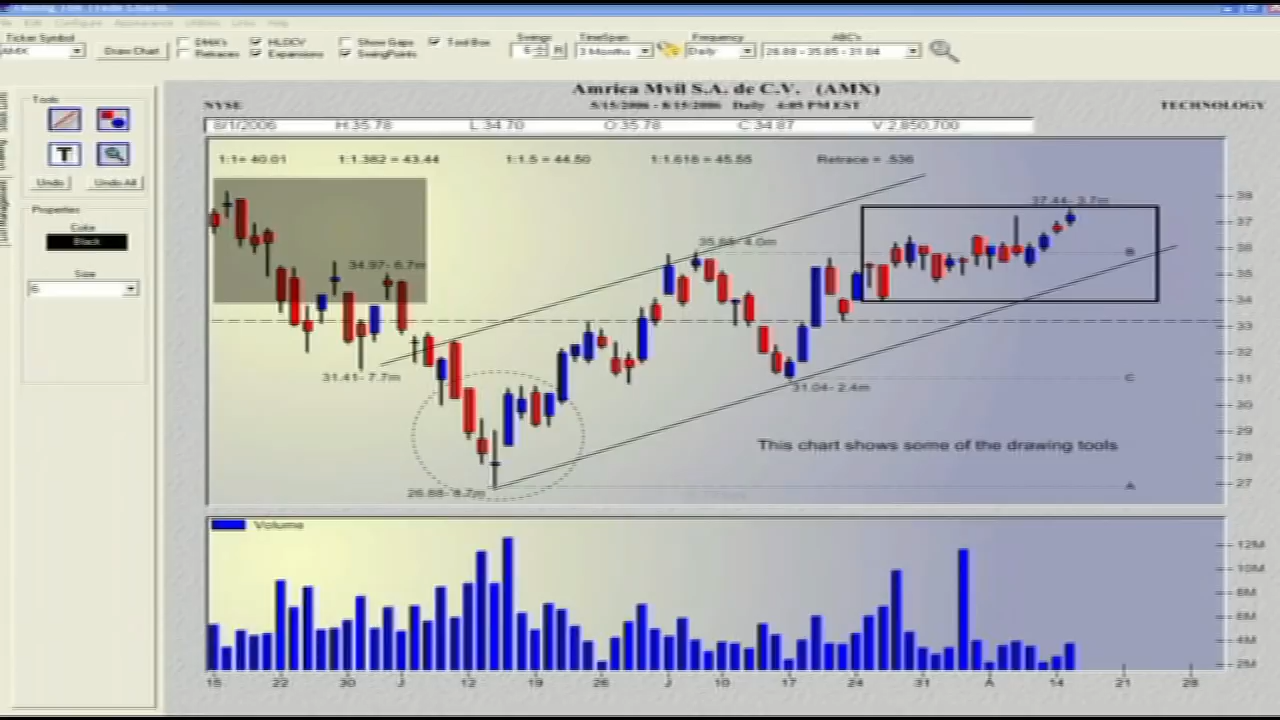 Ticker Symbol
AMX
Draw Chart
DMA's
Retraces
HLOCV
Expansions
Show Gaps
SwingPoints
Tool Box
Swings
5
R
TimeSpan
3 Months
Frequency
Daily
ABC's
26.88 - 35.85 - 31.04
Amrica Mvil S.A. de C.V. (AMX)
NYSE
5/15/2006 - 8/15/2006 Daily 4:05 PM EST
TECHNOLOGY
8/1/2006 H:35.78 L:34.70 O:35.78 C:34.87 V:2,850,700
Tools
T
Undo
Undo All
Properties
Color
Black
Size
6
1:1= 40.01 1:1.382 = 43.44 1:1.5 = 44.50 1:1.618 = 45.55 Retrace = .536
37.44- 3.7m
34.97- 6.7m
35.85- 4.0m
B
31.41- 7.7m
31.04- 2.4m
C
This chart shows some of the drawing tools
26.88- 8.7m
A
38
37
36
35
34
33
32
31
30
29
28
27
Volume
12M
10M
8M
6M
4M
2M
15 22 30 J 12 19 26 J 10 17 24 31 A 14 21 28